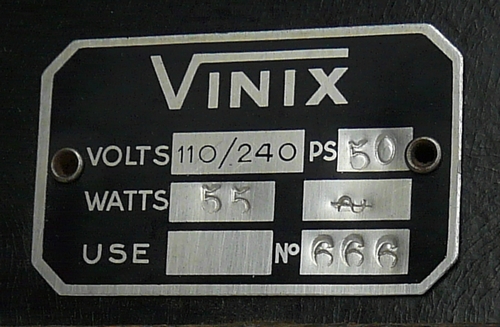 VINIX
VOLTS 110/240 PS 50
WATTS 55 ~
USE Nº 666